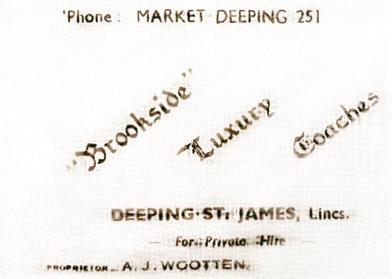 'Phone : MARKET DEEPING 251
"Brookside" Luxury Coaches
DEEPING ST. JAMES, Lincs.
— For Private Hire —
PROPRIETOR... A. J. WOOTTEN.